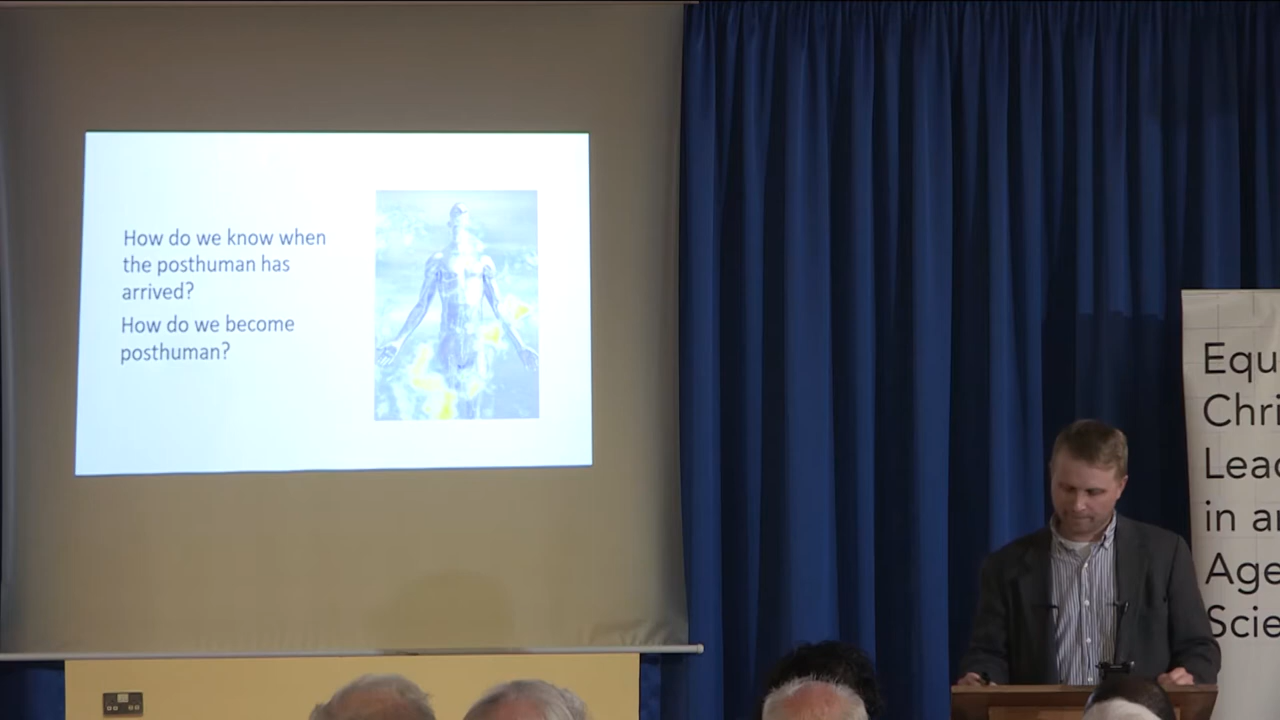 How do we know when
the posthuman has
arrived?
How do we become
posthuman?
Equ
Chri
Lead
in a
Age
Scie